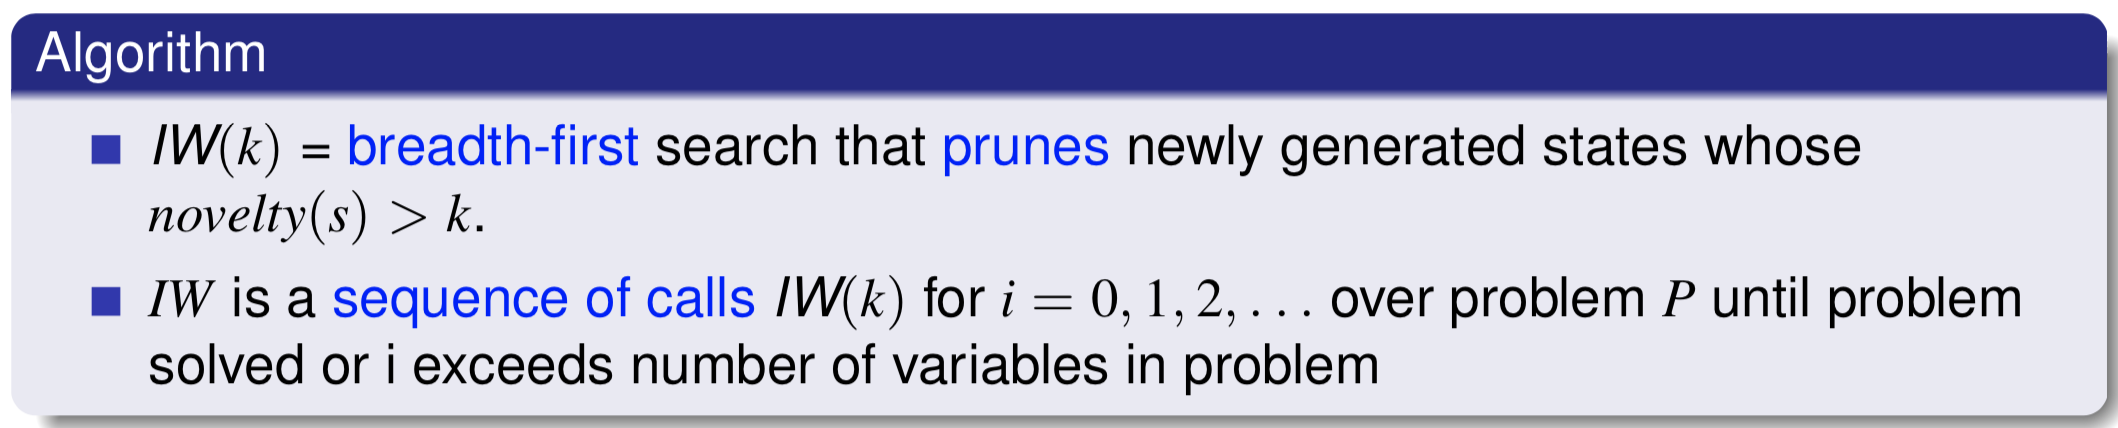 Algorithm
IW(k) = breadth-first search that prunes newly generated states whose
novelty(s) > k.
IW is a sequence of calls IW(k) for i = 0, 1, 2, . . . over problem P until problem
solved or i exceeds number of variables in problem